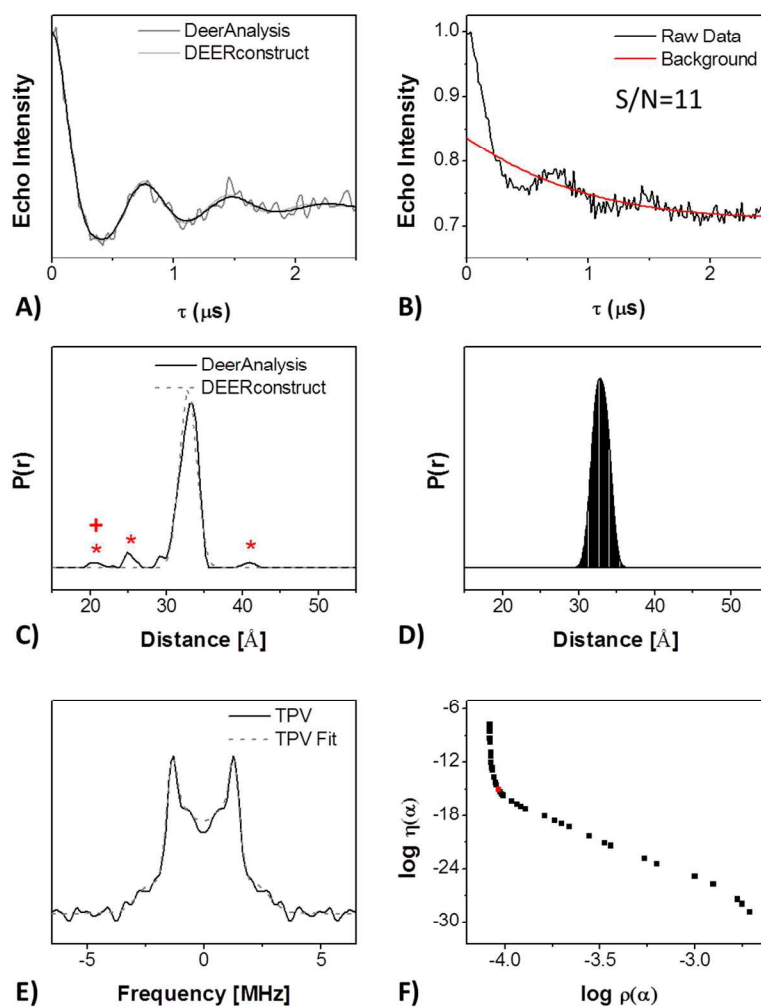 DeerAnalysis
DEERconstruct
Echo Intensity
0
1
2
τ (μs)
A)
1.0
0.9
0.8
0.7
Raw Data
Background
S/N=11
Echo Intensity
0
1
2
τ (μs)
B)
DeerAnalysis
DEERconstruct
P(r)
+
*
*
*
20
30
40
50
Distance [Å]
C)
P(r)
20
30
40
50
Distance [Å]
D)
TPV
TPV Fit
-5
0
5
Frequency [MHz]
E)
-6
-12
-18
-24
-30
log η(α)
-4.0
-3.5
-3.0
log ρ(α)
F)